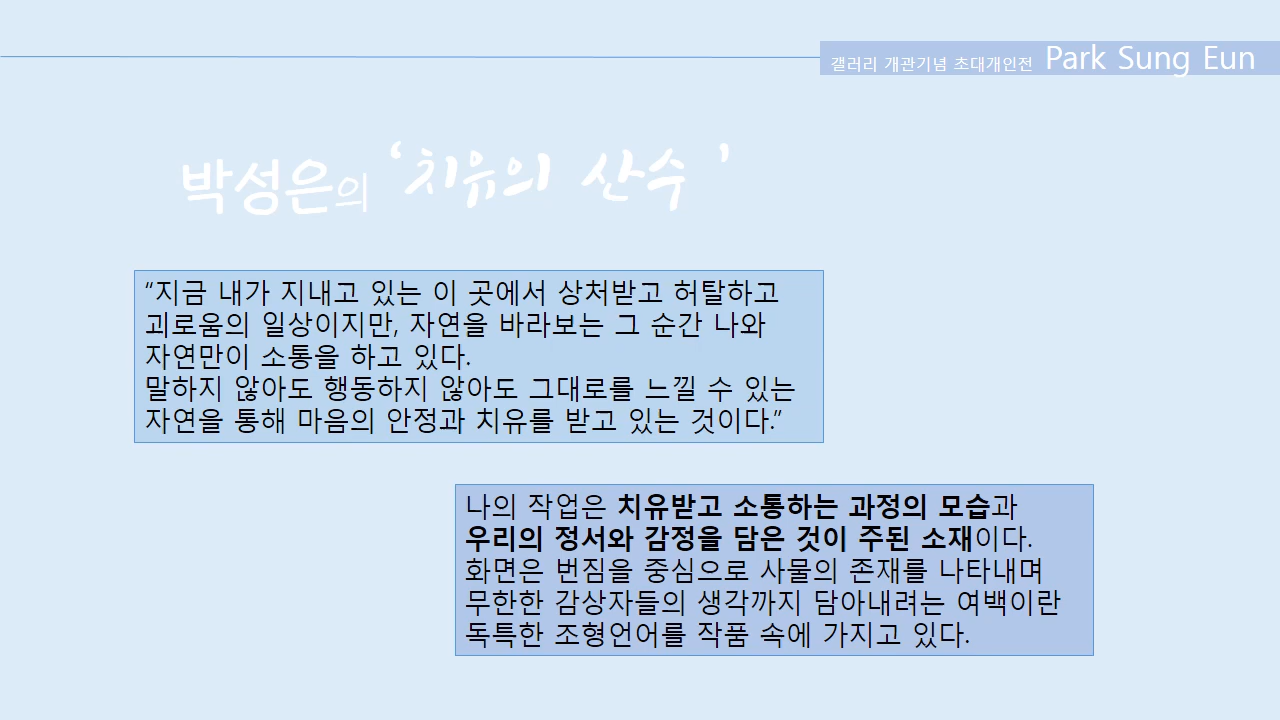 갤러리 개관기념 초대개인전 Park Sung Eun
박성은의 ‘치유의 산수 ’
“지금 내가 지내고 있는 이 곳에서 상처받고 허탈하고
괴로움의 일상이지만, 자연을 바라보는 그 순간 나와
자연만이 소통을 하고 있다.
말하지 않아도 행동하지 않아도 그대로를 느낄 수 있는
자연을 통해 마음의 안정과 치유를 받고 있는 것이다.”
나의 작업은 치유받고 소통하는 과정의 모습과
우리의 정서와 감정을 담은 것이 주된 소재이다.
화면은 번짐을 중심으로 사물의 존재를 나타내며
무한한 감상자들의 생각까지 담아내려는 여백이란
독특한 조형언어를 작품 속에 가지고 있다.